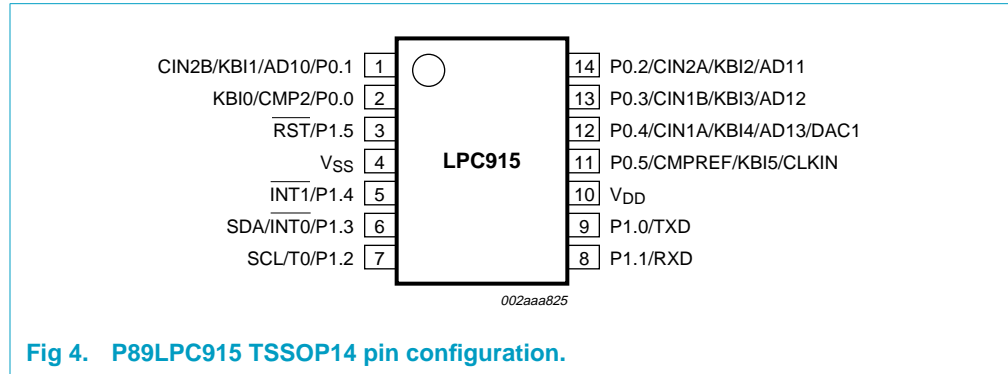 CIN2B/KBI1/AD10/P0.1 1
KBI0/CMP2/P0.0 2
RST/P1.5 3
VSS 4
INT1/P1.4 5
SDA/INT0/P1.3 6
SCL/T0/P1.2 7
LPC915
14 P0.2/CIN2A/KBI2/AD11
13 P0.3/CIN1B/KBI3/AD12
12 P0.4/CIN1A/KBI4/AD13/DAC1
11 P0.5/CMPREF/KBI5/CLKIN
10 VDD
9 P1.0/TXD
8 P1.1/RXD
002aaa825
Fig 4. P89LPC915 TSSOP14 pin configuration.